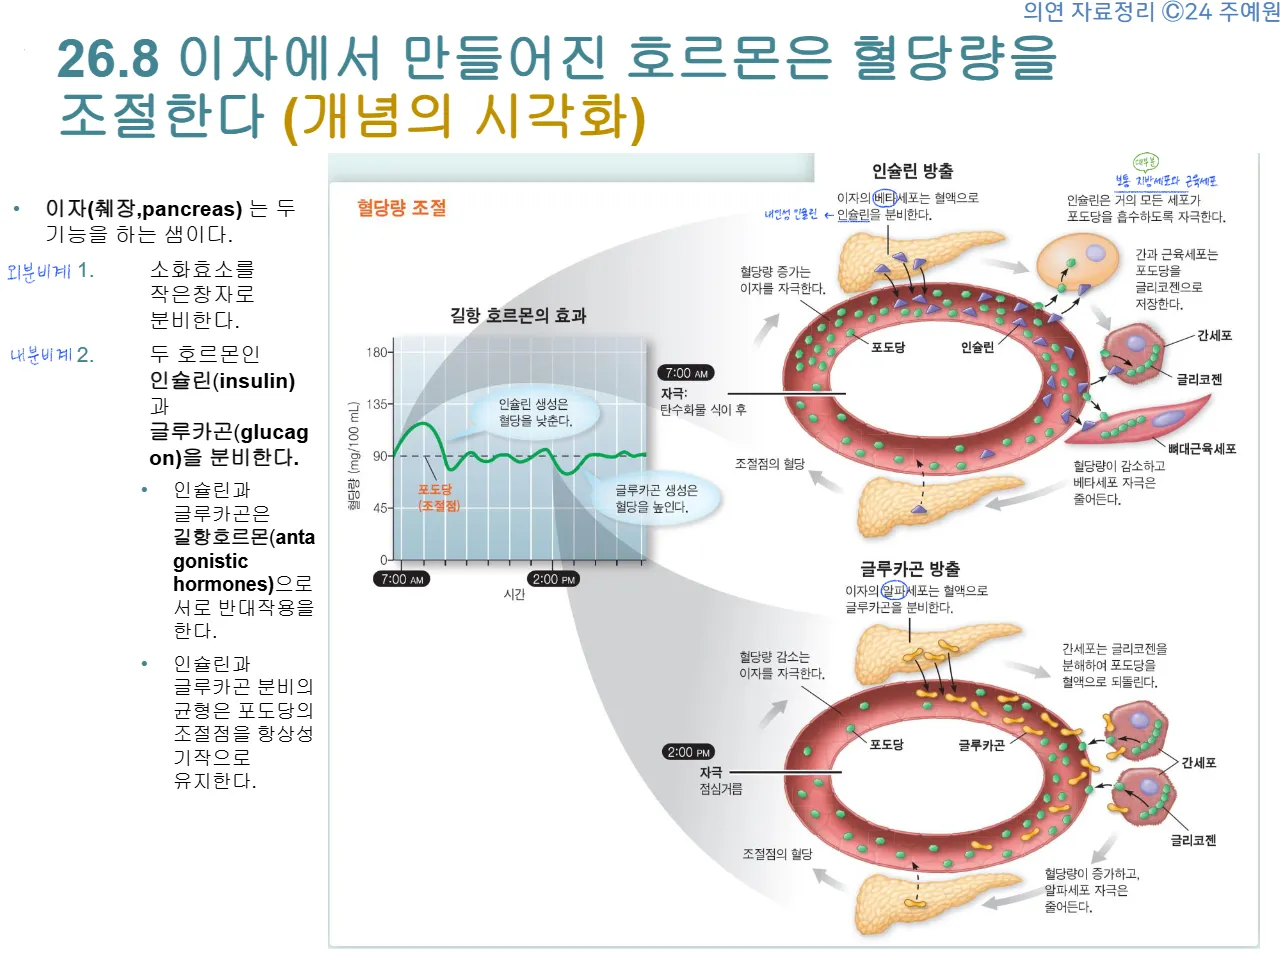 의연 자료정리 ⓒ24 주예원
26.8 이자에서 만들어진 호르몬은 혈당량을
조절한다 (개념의 시각화)
• 이자(췌장,pancreas) 는 두
기능을 하는 샘이다.
외분비계 1. 소화효소를
작은창자로
분비한다.
내분비계 2. 두 호르몬인
인슐린(insulin)
과
글루카곤(glucag
on)을 분비한다.
• 인슐린과
글루카곤은
길항호르몬(anta
gonistic
hormones)으로
서로 반대작용을
한다.
• 인슐린과
글루카곤 분비의
균형은 포도당의
조절점을 항상성
기작으로
유지한다.
혈당량 조절
길항 호르몬의 효과
혈당량 (mg/100 mL)
180
135
90
45
0
인슐린 생성은
혈당을 낮춘다.
포도당
(조절점)
글루카곤 생성은
혈당을 높인다.
7:00 AM
2:00 PM
시간
인슐린 방출
이자의 베타세포는 혈액으로
인슐린을 분비한다.
내인성 인슐린 ←
대부분
보통 지방세포와 근육세포
인슐린은 거의 모든 세포가
포도당을 흡수하도록 자극한다.
혈당량 증가는
이자를 자극한다.
간과 근육세포는
포도당을
글리코젠으로
저장한다.
포도당
인슐린
간세포
글리코젠
7:00 AM
자극:
탄수화물 식이 후
뼈대근육세포
조절점의 혈당
혈당량이 감소하고
베타세포 자극은
줄어든다.
글루카곤 방출
이자의 알파세포는 혈액으로
글루카곤을 분비한다.
혈당량 감소는
이자를 자극한다.
간세포는 글리코젠을
분해하여 포도당을
혈액으로 되돌린다.
포도당
글루카곤
2:00 PM
자극
점심거름
간세포
글리코젠
조절점의 혈당
혈당량이 증가하고,
알파세포 자극은
줄어든다.